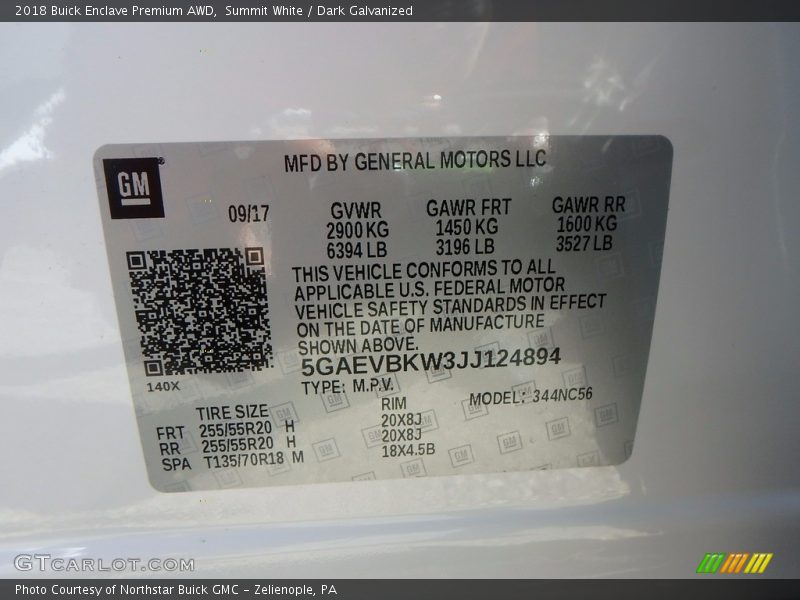 2018 Buick Enclave Premium AWD,  Summit White / Dark Galvanized
MFD BY GENERAL MOTORS LLC
GM
09/17
GVWR GAWR FRT GAWR RR
2900 KG 1450 KG 1600 KG
6394 LB 3196 LB 3527 LB
THIS VEHICLE CONFORMS TO ALL
APPLICABLE U.S. FEDERAL MOTOR
VEHICLE SAFETY STANDARDS IN EFFECT
ON THE DATE OF MANUFACTURE
SHOWN ABOVE.
5GAEVBKW3JJ124894
140X
TYPE: M.P.V. MODEL: 344NC56
TIRE SIZE RIM
FRT 255/55R20 H 20X8J
RR 255/55R20 H 20X8J
SPA T135/70R18 M 18X4.5B
GTCARLOT.COM
Photo Courtesy of Northstar Buick GMC - Zelienople, PA